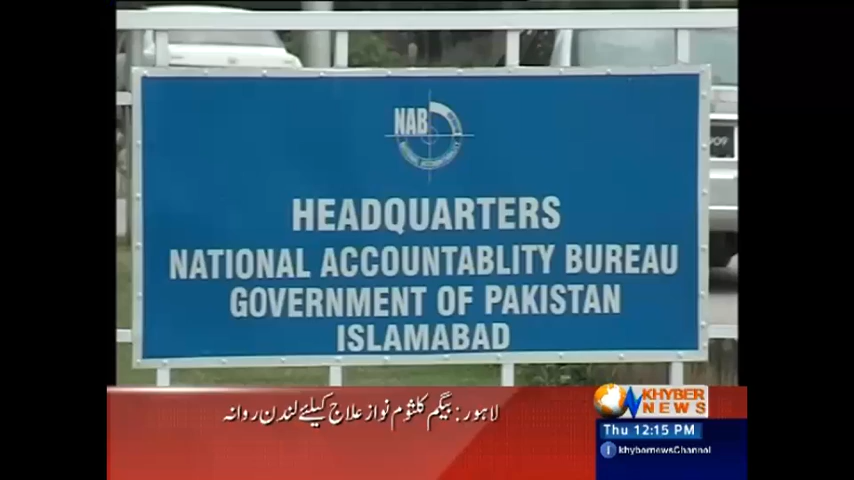 NAB
HEADQUARTERS
NATIONAL ACCOUNTABLITY BUREAU
GOVERNMENT OF PAKISTAN
ISLAMABAD
لاہور: بیگم کلثوم نواز علاج کیلئے لندن روانہ
KHYBER
NEWS
Thu 12:15 PM
f khybernewsChannel